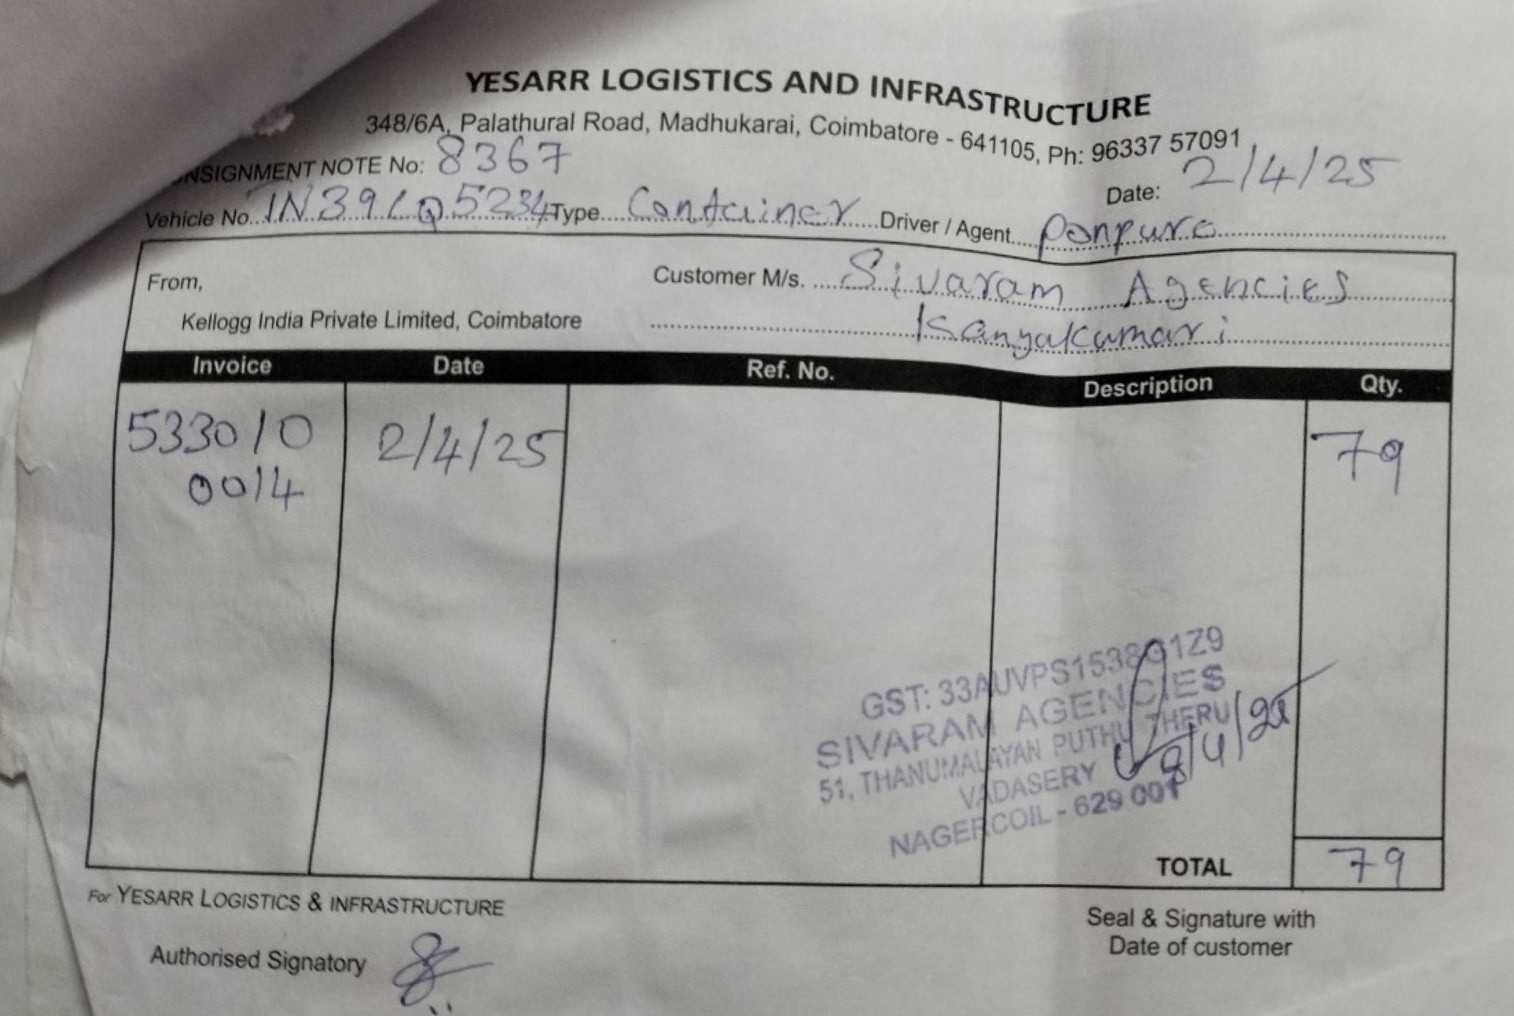 YESARR LOGISTICS AND INFRASTRUCTURE
348/6A, Palathural Road, Madhukarai, Coimbatore - 641105, Ph: 96337 57091
NSIGNMENT NOTE No: 8367 Date: 2/4/25
Vehicle No. Type Container Driver / Agent
From,
Customer M/s. Sivaram Agencies
Kellogg India Private Limited, Coimbatore
Kanyakumari
Invoice Date Ref. No. Description Qty.
533010 2/4/25 79
0014
GST: 33AUVPS1538G1Z9
SIVARAM AGENCIES
51, THANUMALAYAN PUTHU THERU
VADASERY
NAGERCOIL - 629 001
TOTAL 79
For YESARR LOGISTICS & INFRASTRUCTURE
Seal & Signature with
Date of customer
Authorised Signatory